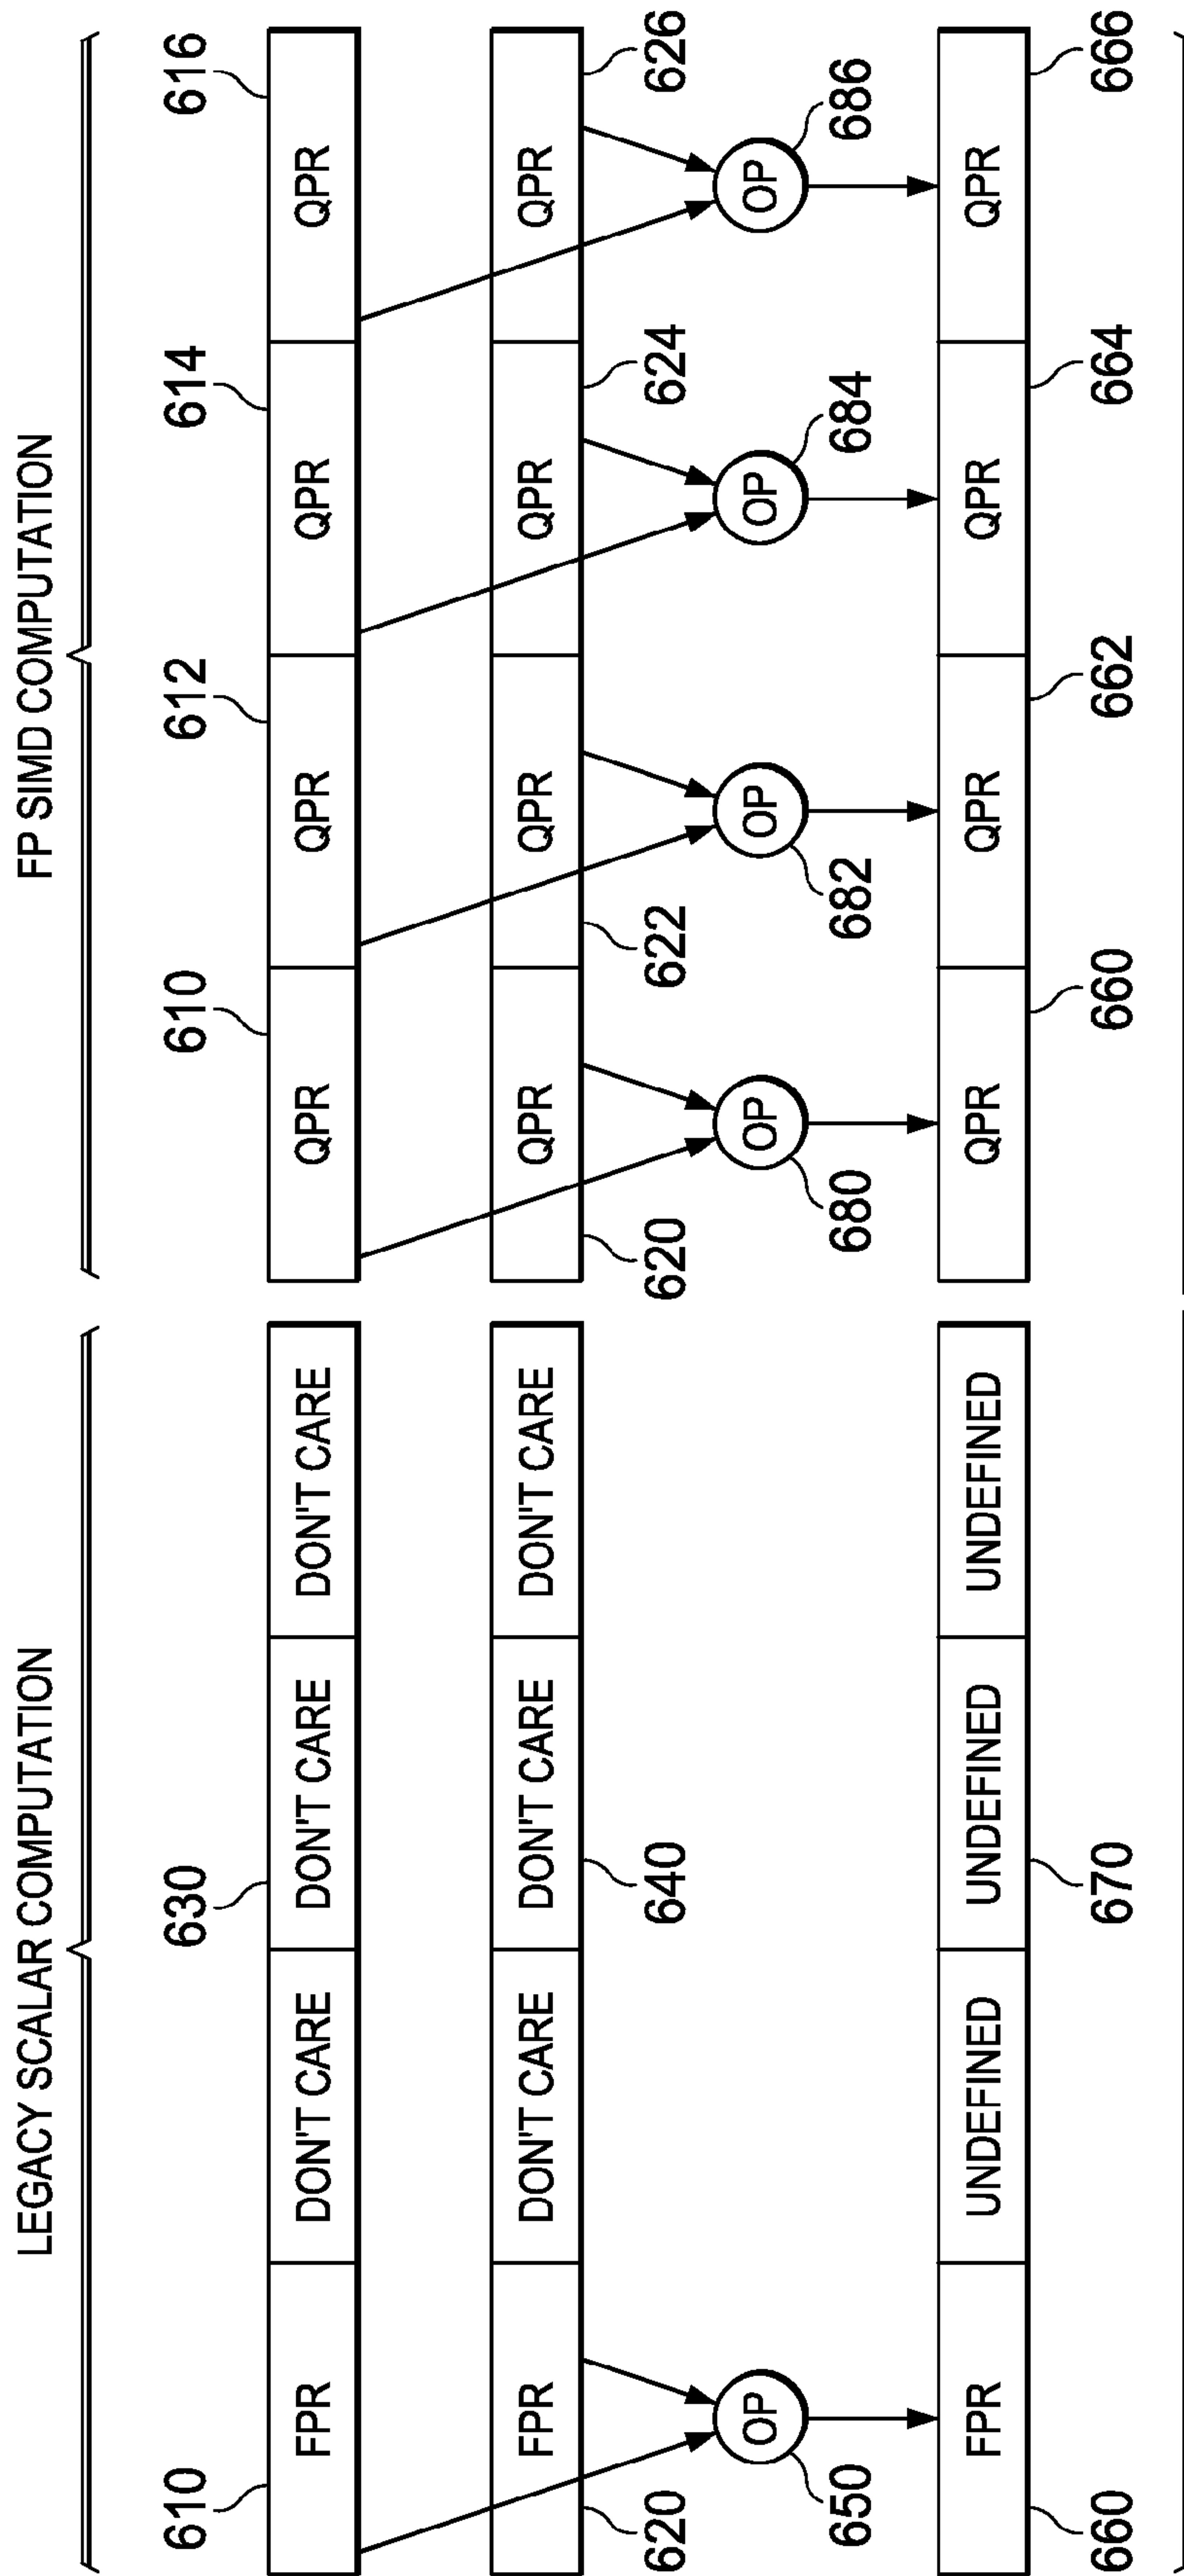 LEGACY SCALAR COMPUTATION
610
630
FPR DON'T CARE DON'T CARE DON'T CARE
FPR DON'T CARE DON'T CARE DON'T CARE
620
640
OP
650
FPR UNDEFINED UNDEFINED UNDEFINED
660
670
FP SIMD COMPUTATION
610 612 614 616
QPR QPR QPR QPR
QPR QPR QPR QPR
620 622 624 626
OP OP OP OP
680 682 684 686
QPR QPR QPR QPR
660 662 664 666